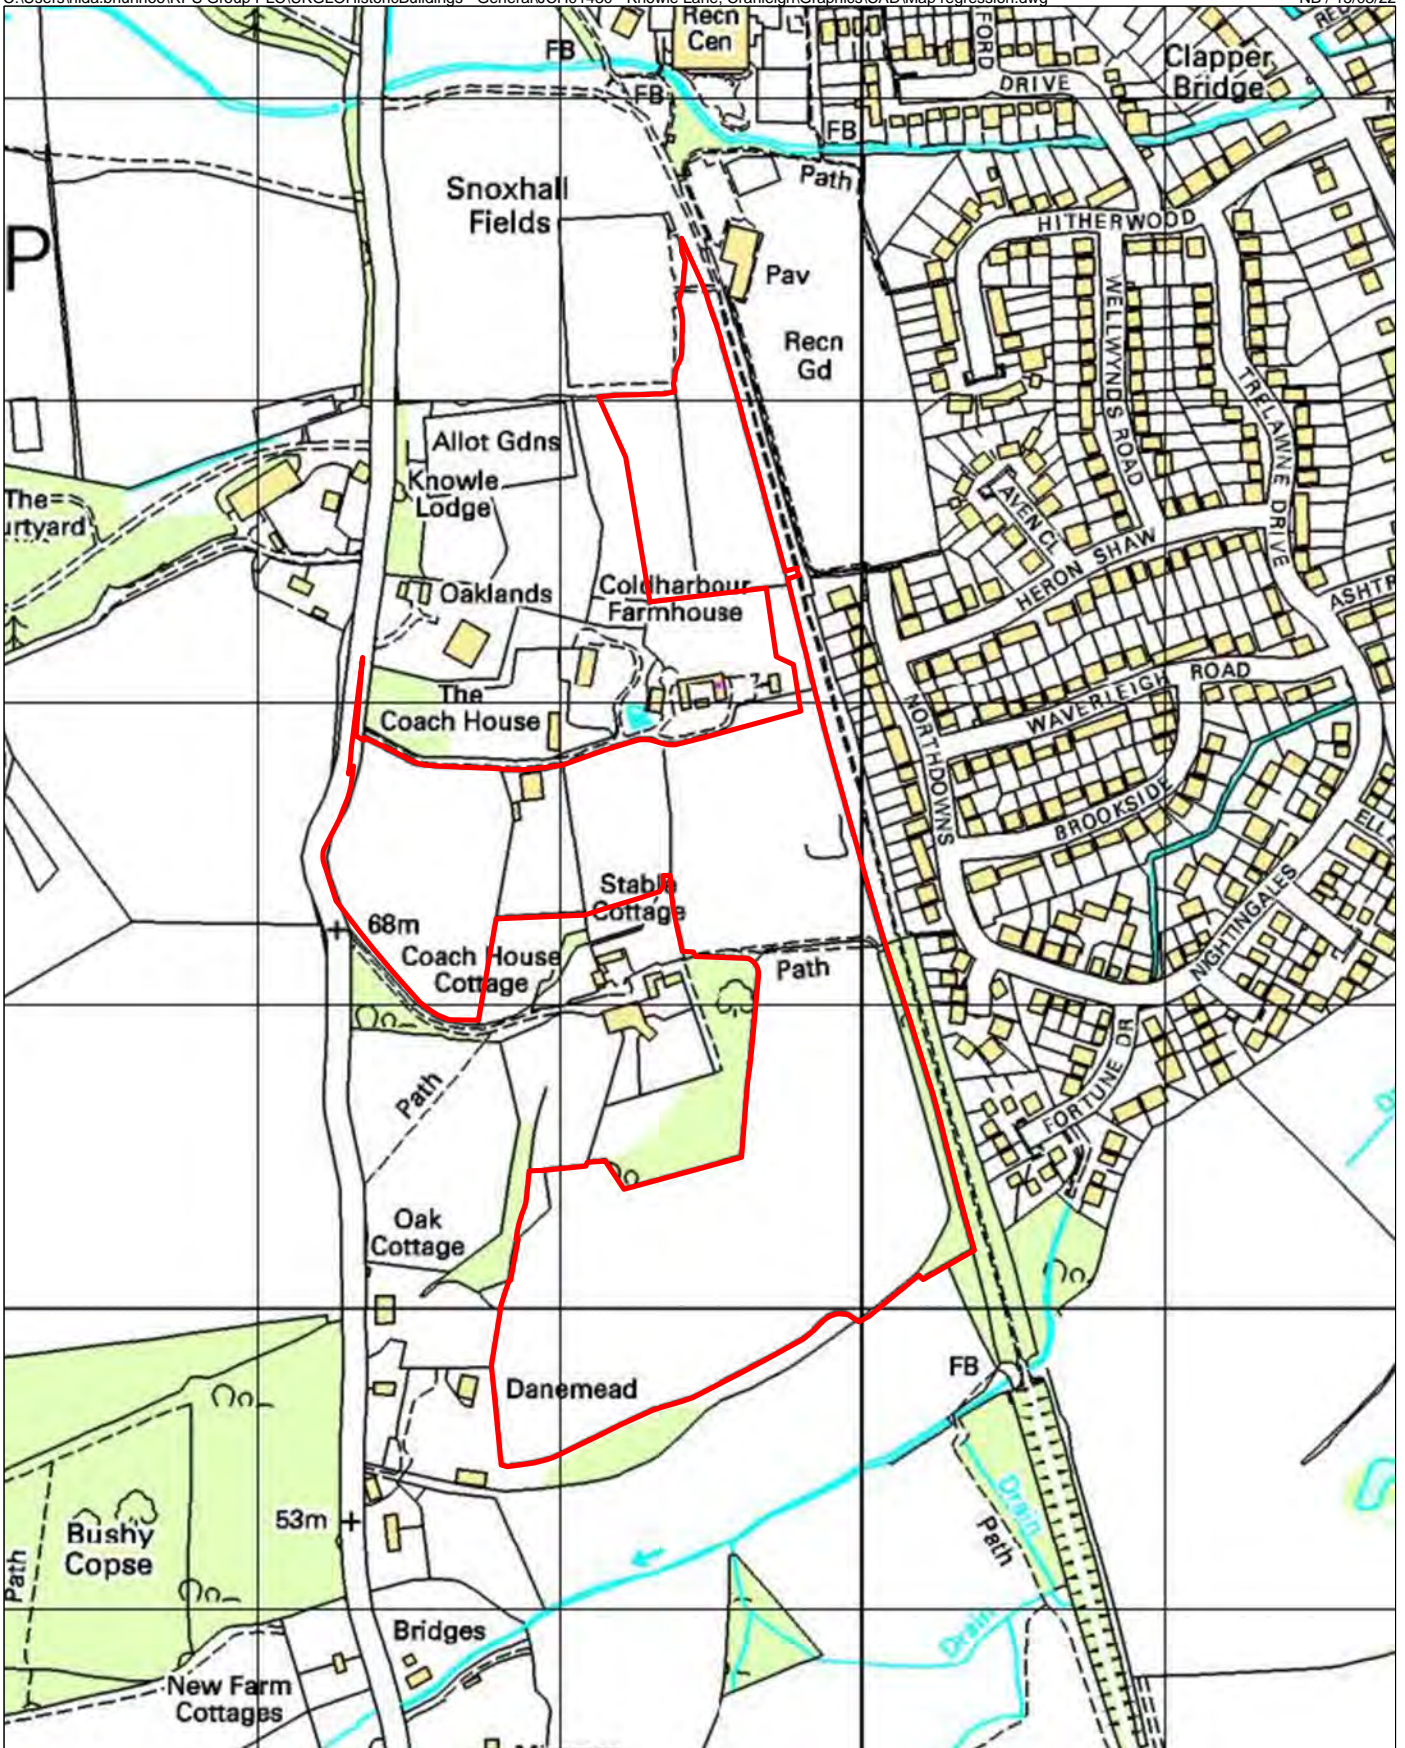 Recn
Cen
FORD
DRIVE
Clapper
Bridge
FB
FB
FB
Path
Snoxhall
Fields
P
HITHERWOOD
Pav
Recn
Gd
WELLWYNDS ROAD
TRELAWNE DRIVE
Allot Gdns
Knowle
Lodge
The
urtyard
AVEN CL
HERON SHAW
Oaklands
Coldharbour
Farmhouse
The
Coach House
WAVERLEIGH ROAD
NORTHDOWNS
BROOKSIDE
Stable
Cottage
68m
Coach House
Cottage
Path
NIGHTINGALES
Path
FORTUNE DR
Oak
Cottage
FB
Danemead
Drain
Path
53m
Bushy
Copse
Path
Bridges
Drain
New Farm
Cottages